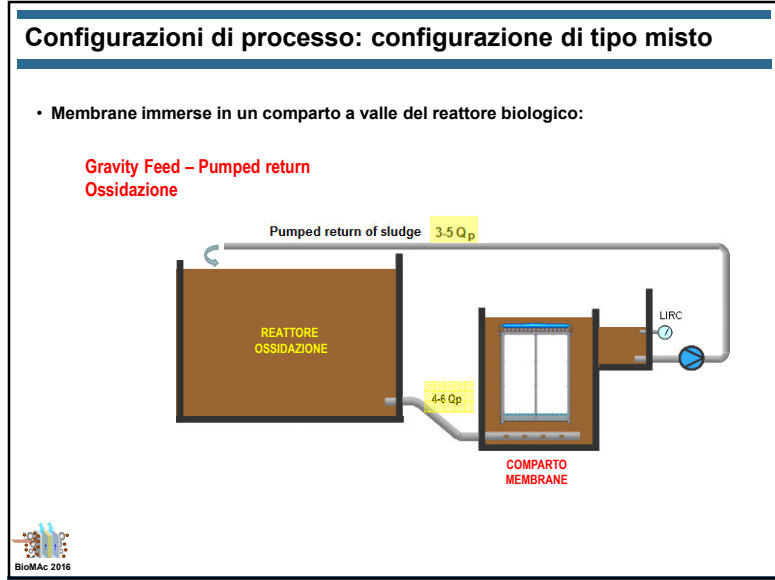 Configurazioni di processo: configurazione di tipo misto
• Membrane immerse in un comparto a valle del reattore biologico:
Gravity Feed – Pumped return
Ossidazione
Pumped return of sludge 3-5 Qp
LIRC
REATTORE
OSSIDAZIONE
4-6 Qp
COMPARTO
MEMBRANE
BioMAc 2016